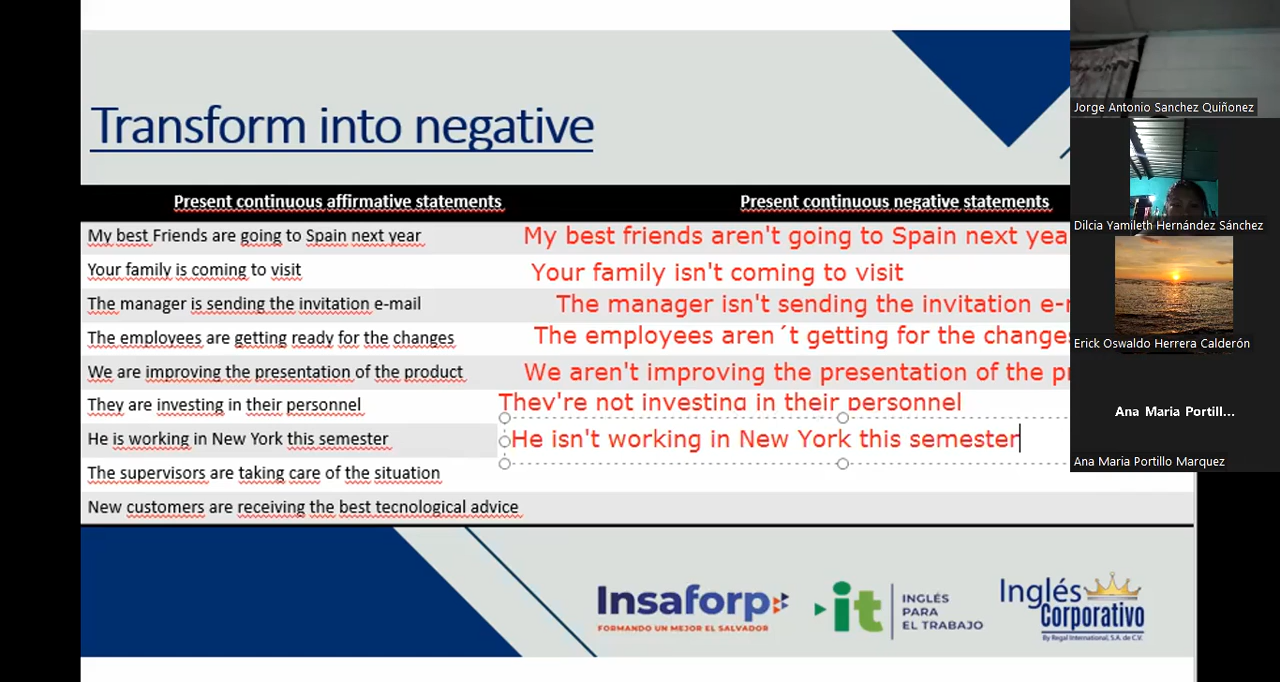 Transform into negative
Present continuous affirmative statements Present continuous negative statements
My best Friends are going to Spain next year My best friends aren't going to Spain next yea
Your family is coming to visit Your family isn't coming to visit
The manager is sending the invitation e-mail The manager isn't sending the invitation e-
The employees are getting ready for the changes The employees aren´t getting for the changes
We are improving the presentation of the product We aren't improving the presentation of the p
They are investing in their personnel They're not investing in their personnel
He is working in New York this semester He isn't working in New York this semester
The supervisors are taking care of the situation
New customers are receiving the best tecnological advice
Insaforp
FORMANDO UN MEJOR EL SALVADOR
it
INGLÉS
PARA
EL TRABAJO
Inglés
Corporativo
By Regal International, S.A. de C.V.
Jorge Antonio Sanchez Quiñonez
Dilcia Yamileth Hernández Sánchez
Erick Oswaldo Herrera Calderón
Ana Maria Portill...
Ana Maria Portillo Marquez